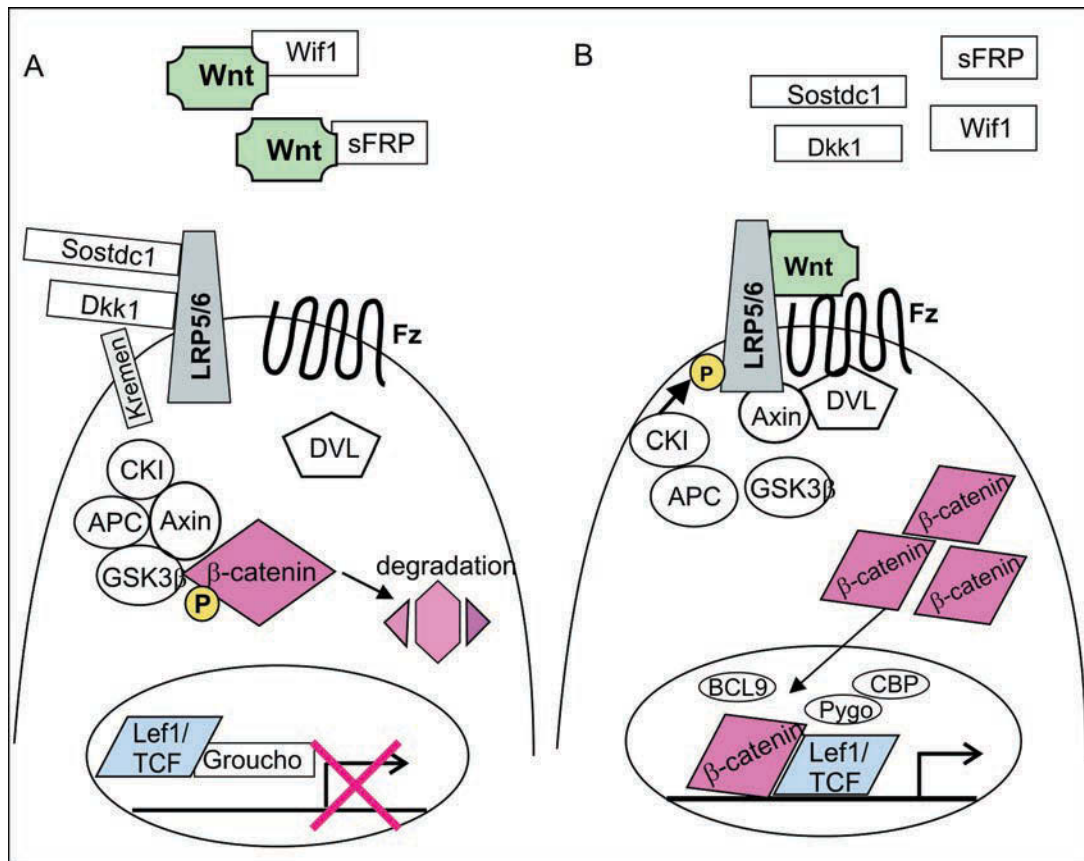 A
Wnt
Wif1
Wnt
sFRP
Sostdc1
Dkk1
Kremen
LRP5/6
Fz
DVL
CKI
APC
Axin
GSK3β
β-catenin
P
degradation
Lef1/
TCF
Groucho
B
sFRP
Sostdc1
Wif1
Dkk1
LRP5/6
Wnt
Fz
P
CKI
Axin
DVL
APC
GSK3β
β-catenin
β-catenin
β-catenin
BCL9
CBP
Pygo
β-catenin
Lef1/
TCF